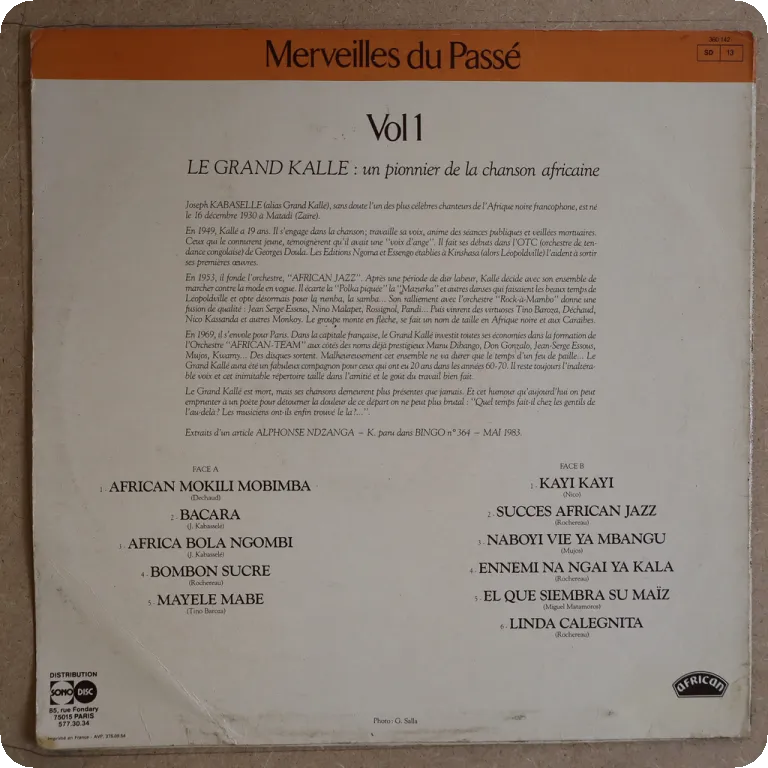 Merveilles du Passé
360.142
SD 13
Vol 1
LE GRAND KALLE : un pionnier de la chanson africaine
Joseph KABASELLE (alias Grand Kallé), sans doute l'un des plus célèbres chanteurs de l'Afrique noire francophone, est né
le 16 décembre 1930 à Matadi (Zaïre).
En 1949, Kallé a 19 ans. Il s'engage dans la chanson; travaille sa voix, anime des séances publiques et veillées mortuaires.
Ceux qui le connurent jeune, témoignèrent qu'il avait une "voix d'ange". Il fait ses débuts dans l'OTC (orchestre de ten-
dance congolaise) de Georges Doula. Les Editions Ngoma et Essengo établies à Kinshasa (alors Léopoldville) l'aident à sortir
ses premières œuvres.
En 1953, il fonde l'orchestre, "AFRICAN JAZZ". Après une période de dur labeur, Kallé décide avec son ensemble de
marcher contre la mode en vogue. Il écarte la "Polka piquée" la "Mazurka" et autres danses qui faisaient les beaux temps de
Léopoldville et opte désormais pour la rumba, la samba... Son ralliement avec l'orchestre "Rock-à-Mambo" donne une
fusion de qualité : Jean Serge Essous, Nino Malapet, Rossignol, Pandi... Puis vinrent des virtuoses Tino Baroza, Déchaud,
Nico Kassanda et autres Monkoy. Le groupe monte en flèche, se fait un nom de taille en Afrique noire et aux Caraïbes.
En 1969, il s'envole pour Paris. Dans la capitale française, le Grand Kallé investit toutes ses économies dans la formation de
l'Orchestre "AFRICAN-TEAM" aux côtés des noms déjà prestigieux Manu Dibango, Don Gonzalo, Jean-Serge Essous,
Mujos, Kwamy... Des disques sortent. Malheureusement cet ensemble ne va durer que le temps d'un feu de paille... Le
Grand Kallé aura été un fabuleux compagnon pour ceux qui ont eu 20 ans dans les années 60-70. Il reste toujours l'inaltéra-
ble voix et cet inimitable répertoire taillé dans l'amitié et le goût du travail bien fait.
Le Grand Kallé est mort, mais ses chansons demeurent plus présentes que jamais. Et cet humour qu'aujourd'hui on peut
emprunter à un poète pour détourner la douleur de ce départ on ne peut plus brutal : "Quel temps fait-il chez les gentils de
l'au-delà ? Les musiciens ont-ils enfin trouvé le la ?...".
Extraits d'un article ALPHONSE NDZANGA - K. paru dans BINGO n° 364 - MAI 1983.
FACE A
1 - AFRICAN MOKILI MOBIMBA
(Dechaud)
2 - BACARA
(J. Kabasselé)
3 - AFRICA BOLA NGOMBI
(J. Kabasselé)
4 - BOMBON SUCRE
(Rochereau)
5 - MAYELE MABE
(Tino Baroza)
FACE B
1 - KAYI KAYI
(Nico)
2 - SUCCES AFRICAN JAZZ
(Rochereau)
3 - NABOYI VIE YA MBANGU
(Mujos)
4 - ENNEMI NA NGAI YA KALA
(Rochereau)
5 - EL QUE SIEMBRA SU MAÏZ
(Miguel Matamoros)
6 - LINDA CALEGNITA
(Rochereau)
DISTRIBUTION
SONO DISC
85, rue Fondary
75015 PARIS
577.30.34
Imprimé en France - AVP
Photo : G. Salla
AFRICAN